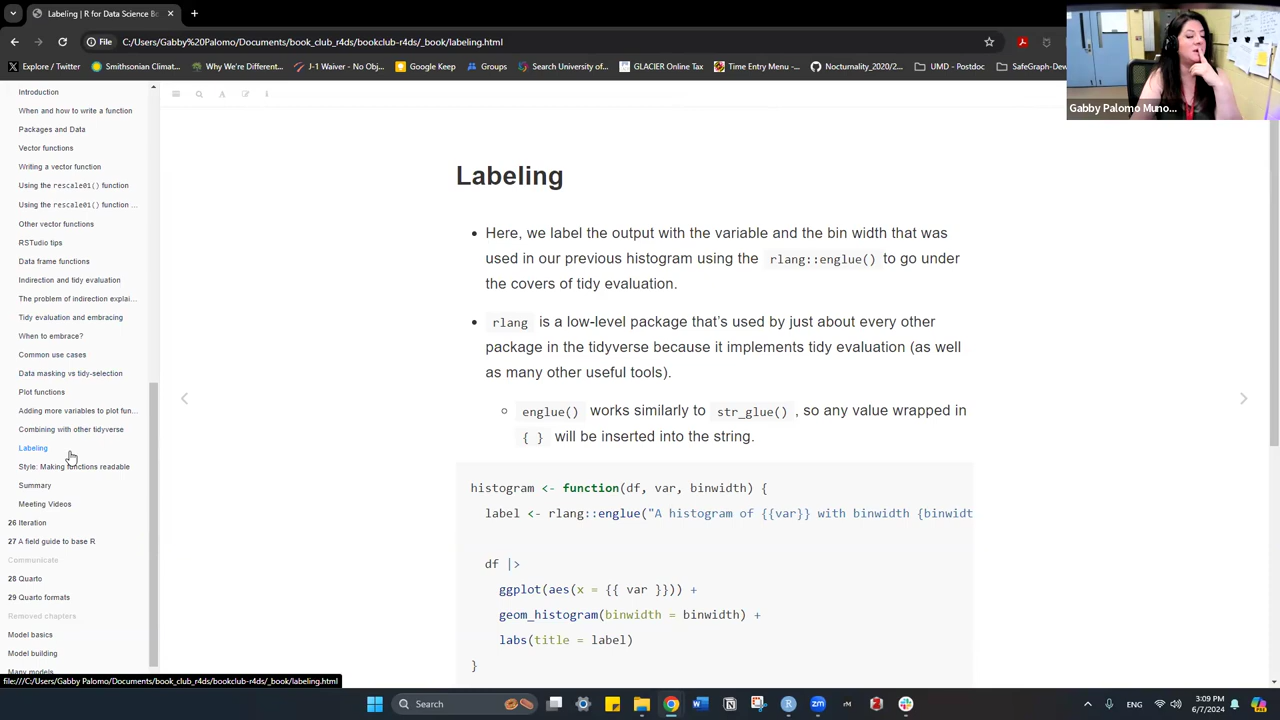 Labeling | R for Data Science Bo
File
C:/Users/Gabby%20Palomo/Documents/book_club_r4ds/bookclub-r4ds/_book/labeling.html
Explore / Twitter
Smithsonian Climat...
Why We're Different...
J-1 Waiver - No Obj...
Google Keep
Search | University of...
GLACER Online Tax
Time Entry Menu -...
Nocturnality_2020/2...
UMD - Postdoc
SafeGraph-Dewe
Gabby Palomo Muno...
Introduction
When and how to write a function
Packages and Data
Vector functions
Writing a vector function
Using the rescale01() function
Using the rescale01() function ...
Other vector functions
RSTudio tips
Data frame functions
Indirection and tidy evaluation
The problem of indirection explai...
Tidy evaluation and embracing
When to embrace?
Common use cases
Data masking vs tidy-selection
Plot functions
Adding more variables to plot fun...
Combining with other tidyverse
Labeling
Style: Making functions readable
Summary
Meeting Videos
26 Iteration
27 A field guide to base R
Communicate
28 Quarto
29 Quarto formats
Removed chapters
Model basics
Model building
Many models
Labeling
Here, we label the output with the variable and the bin width that was
used in our previous histogram using the rlang::englue() to go under
the covers of tidy evaluation.
rlang is a low-level package that's used by just about every other
package in the tidyverse because it implements tidy evaluation (as well
as many other useful tools).
englue() works similarly to str_glue() , so any value wrapped in
{ } will be inserted into the string.
histogram <- function(df, var, binwidth) {
label <- rlang::englue("A histogram of {{var}} with binwidth {binwidt
df |>
ggplot(aes(x = {{ var }})) +
geom_histogram(binwidth = binwidth) +
labs(title = label)
}
file:///C:/Users/Gabby Palomo/Documents/book_club_r4ds/bookclub-r4ds/_book/labeling.html
Search
ENG
3:09 PM
6/7/2024